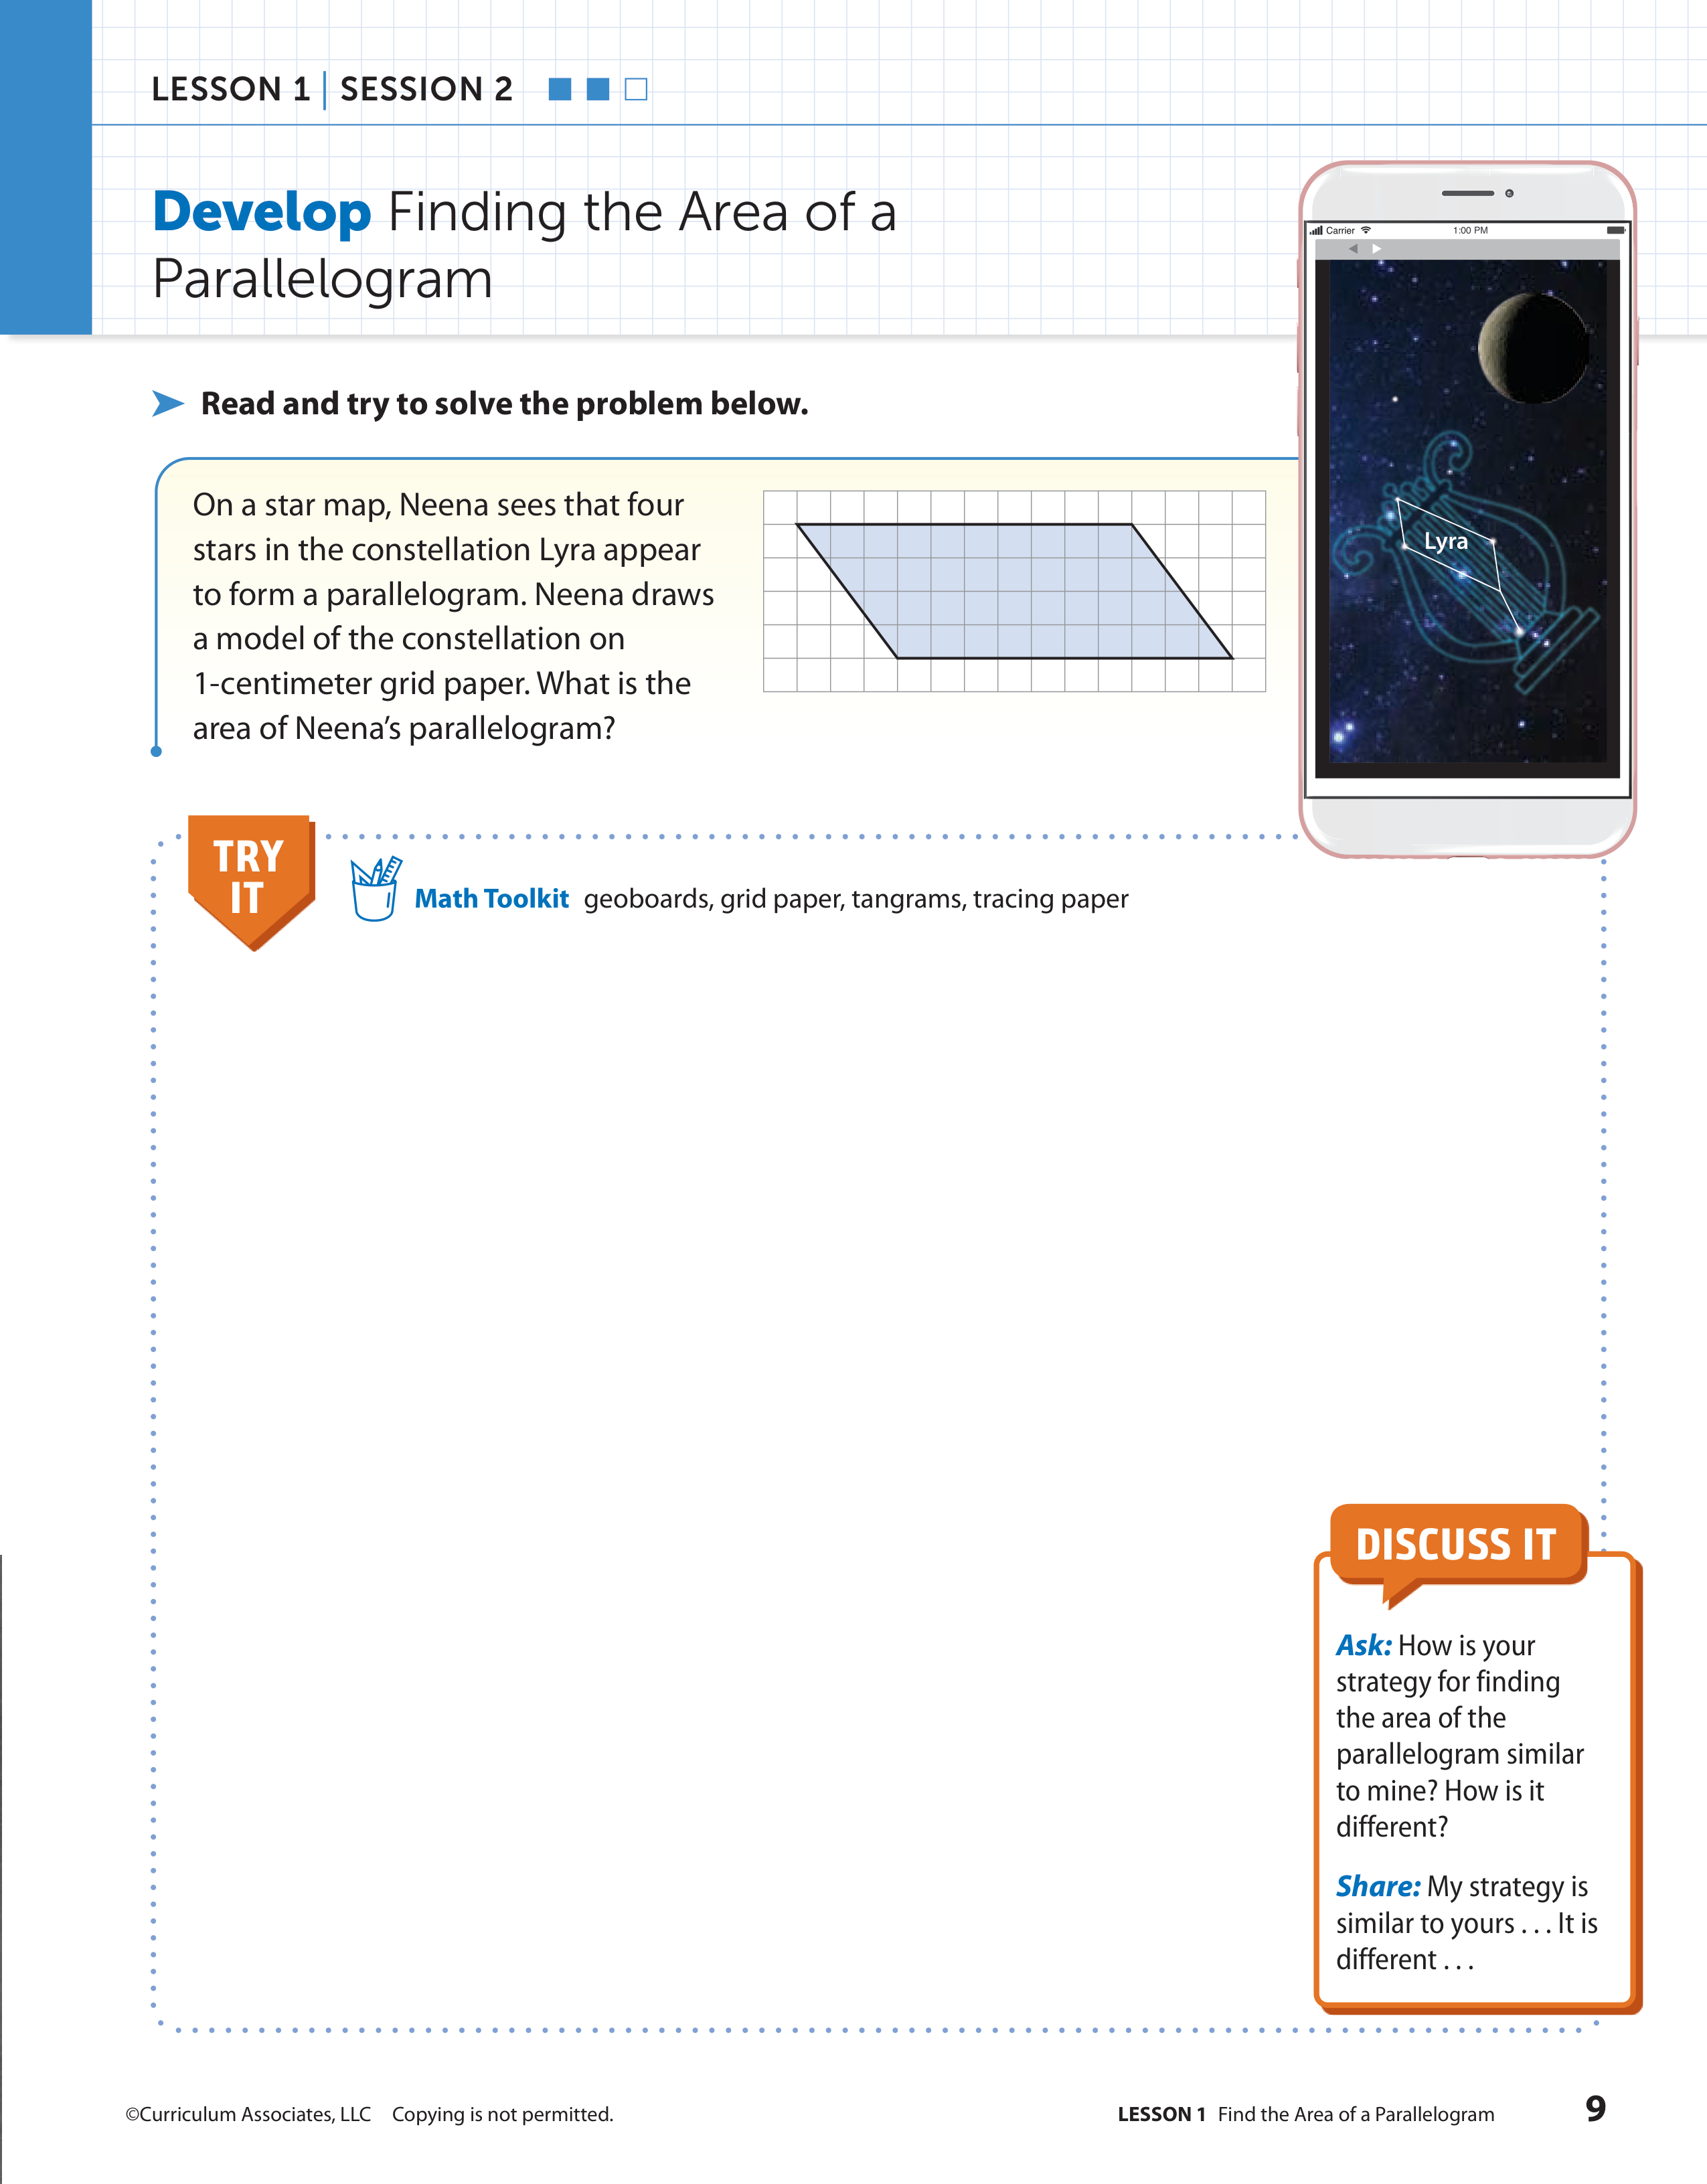 LESSON 1 | SESSION 2
Develop Finding the Area of a
Parallelogram
Carrier 1:00 PM
Read and try to solve the problem below.
On a star map, Neena sees that four
stars in the constellation Lyra appear
to form a parallelogram. Neena draws
a model of the constellation on
1-centimeter grid paper. What is the
area of Neena’s parallelogram?
Lyra
TRY
IT
Math Toolkit geoboards, grid paper, tangrams, tracing paper
DISCUSS IT
Ask: How is your
strategy for finding
the area of the
parallelogram similar
to mine? How is it
different?
Share: My strategy is
similar to yours . . . It is
different . . .
©Curriculum Associates, LLC Copying is not permitted.
LESSON 1 Find the Area of a Parallelogram 9